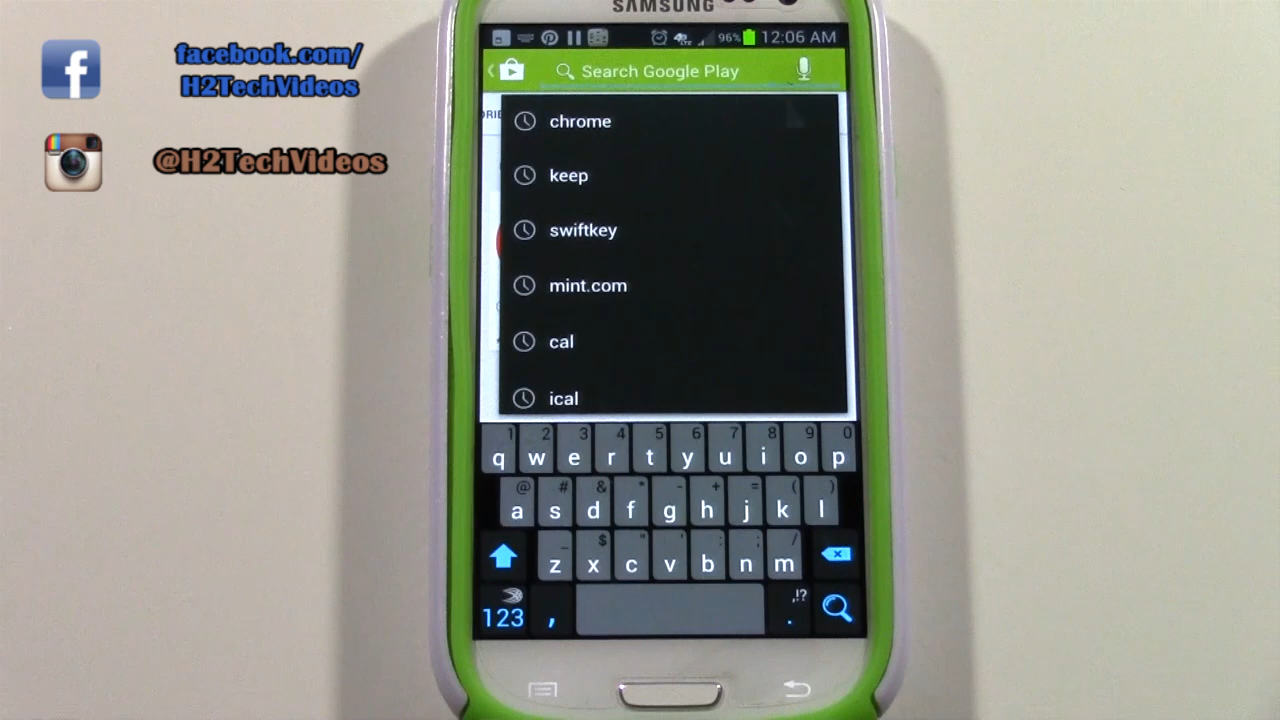 facebook.com/
H2TechVideos
@H2TechVideos
SAMSUNG
96% 12:06 AM
Search Google Play
chrome
keep
swiftkey
mint.com
cal
ical
1 2 3 4 5 6 7 8 9 0
q w e r t y u i o p
@ # & * - + = ( )
a s d f g h j k l
_ $ " ' : ; /
z x c v b n m
,!?
123 , .